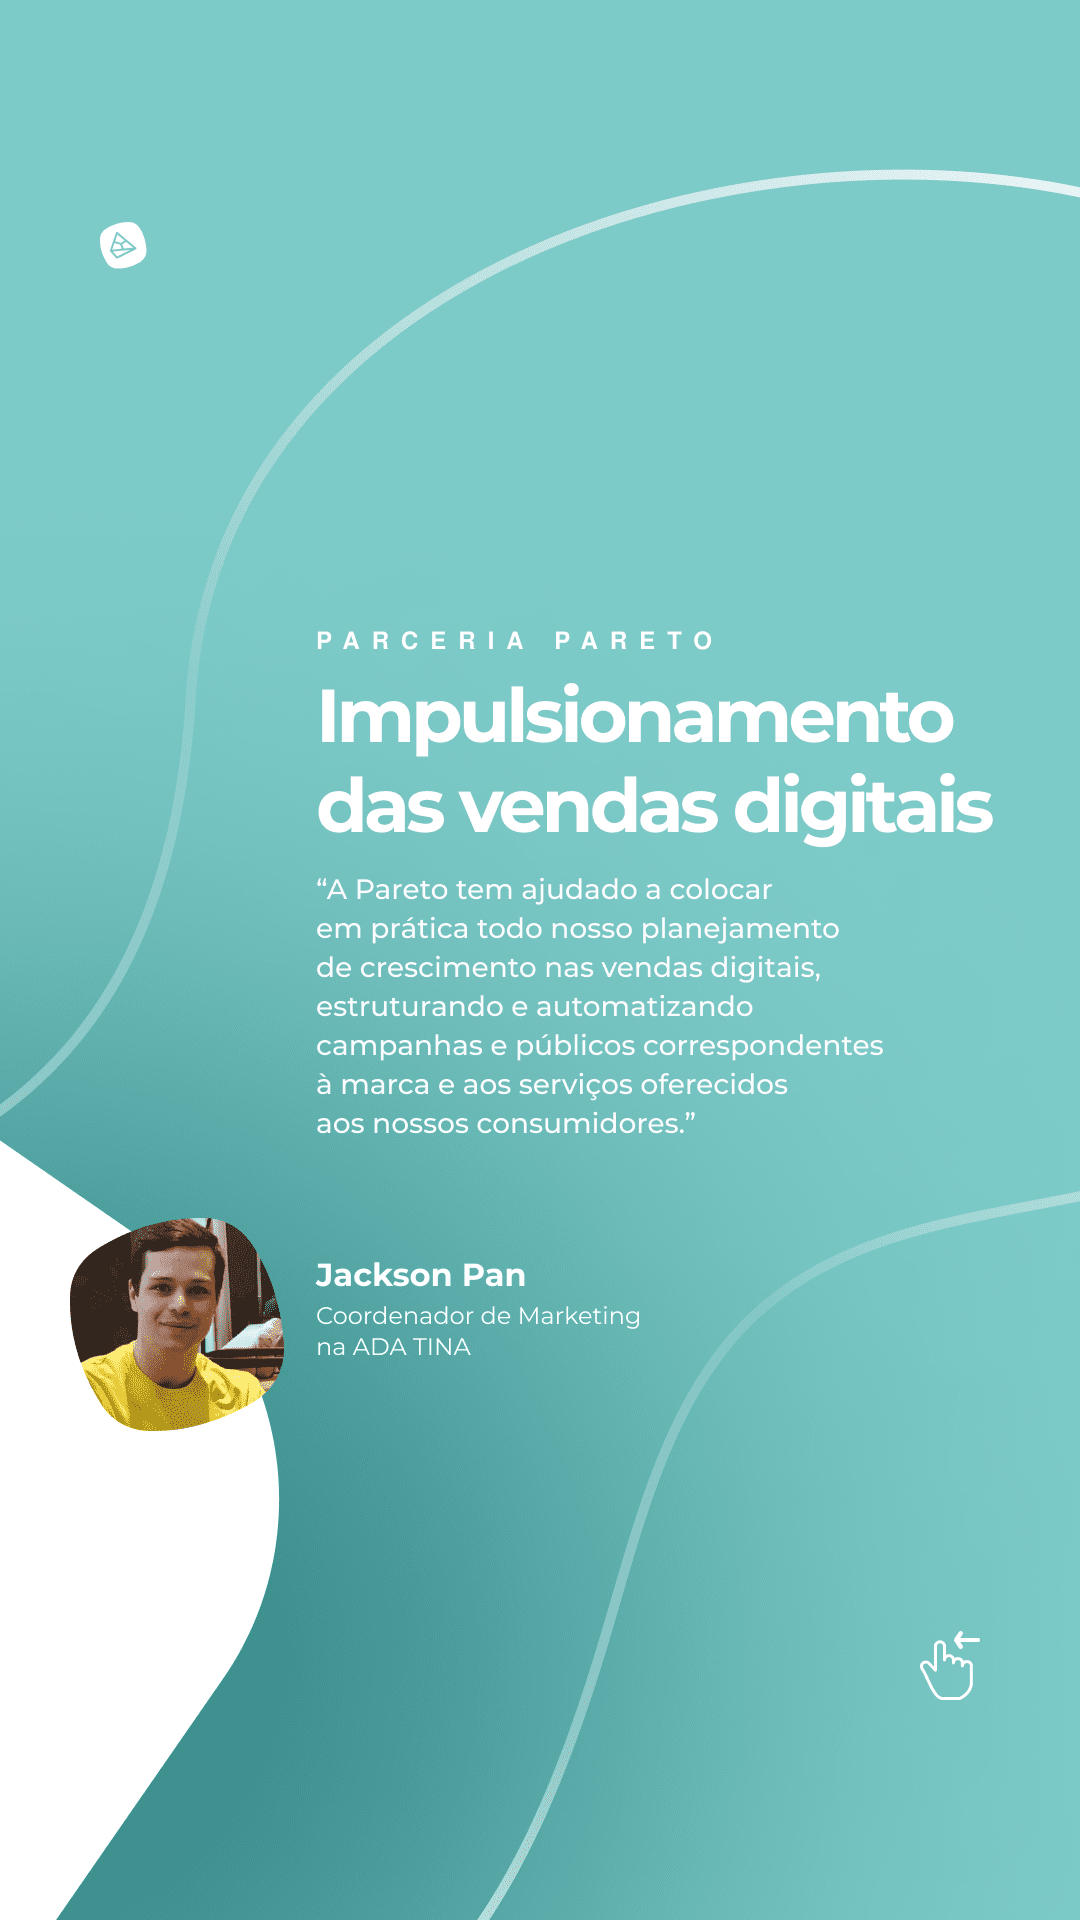 PARCERIA PARETO
Impulsionamento
das vendas digitais
“A Pareto tem ajudado a colocar
em prática todo nosso planejamento
de crescimento nas vendas digitais,
estruturando e automatizando
campanhas e públicos correspondentes
à marca e aos serviços oferecidos
aos nossos consumidores.”
Jackson Pan
Coordenador de Marketing
na ADA TINA